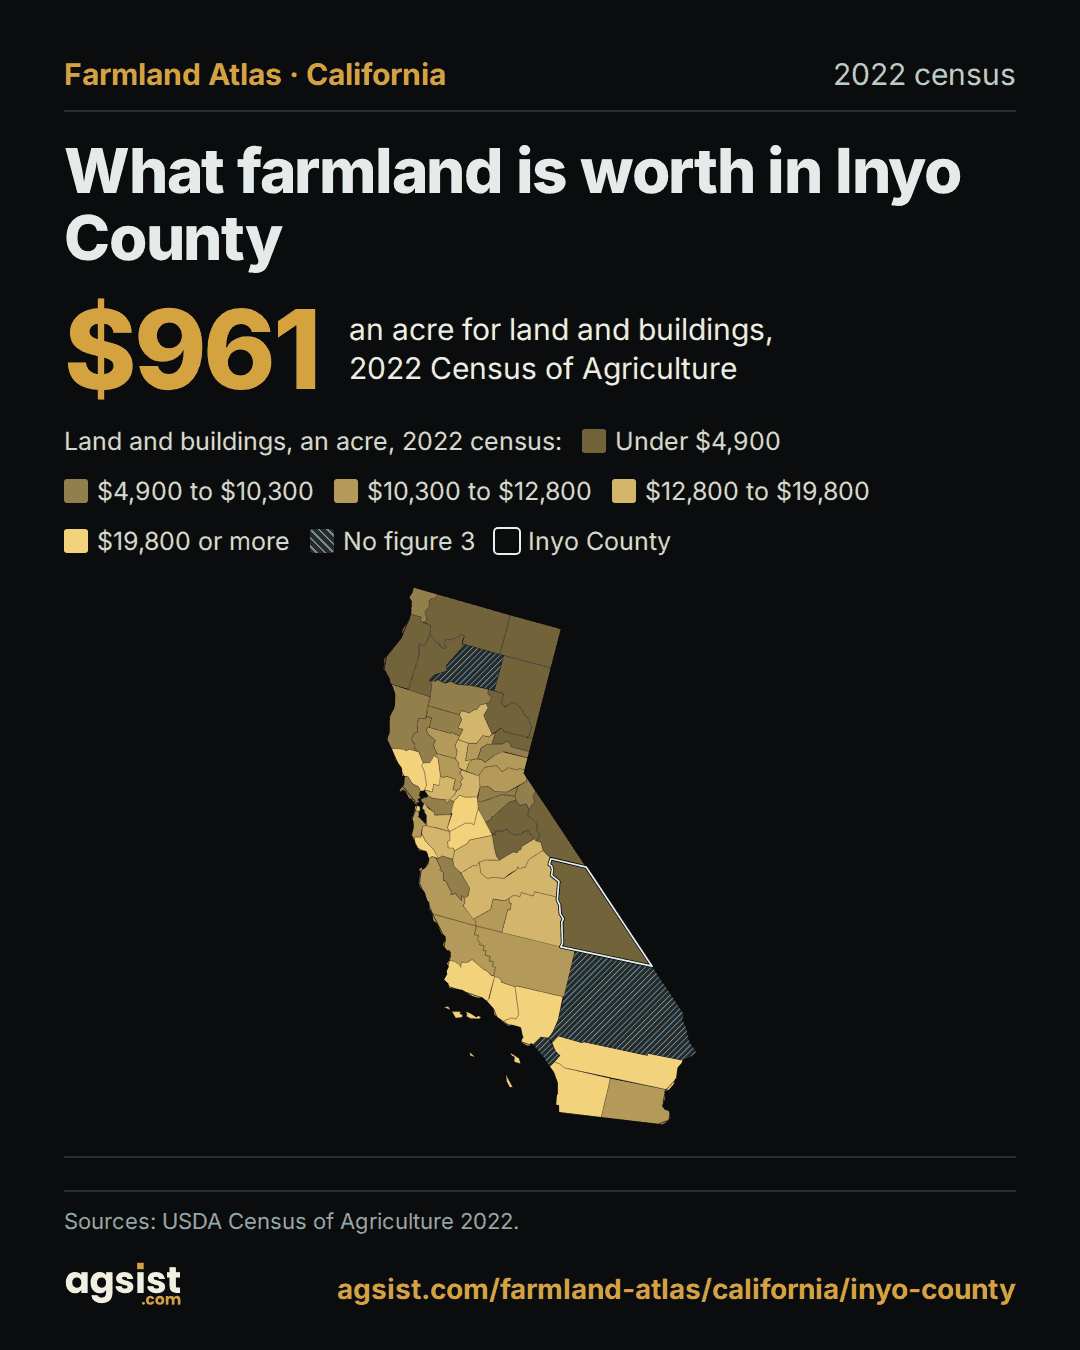 Farmland Atlas · California
2022 census
What farmland is worth in Inyo
County
$961
an acre for land and buildings,
2022 Census of Agriculture
Land and buildings, an acre, 2022 census:
Under $4,900
$4,900 to $10,300
$10,300 to $12,800
$12,800 to $19,800
$19,800 or more
No figure 3
Inyo County
Sources: USDA Census of Agriculture 2022.
agsist
.com
agsist.com/farmland-atlas/california/inyo-county